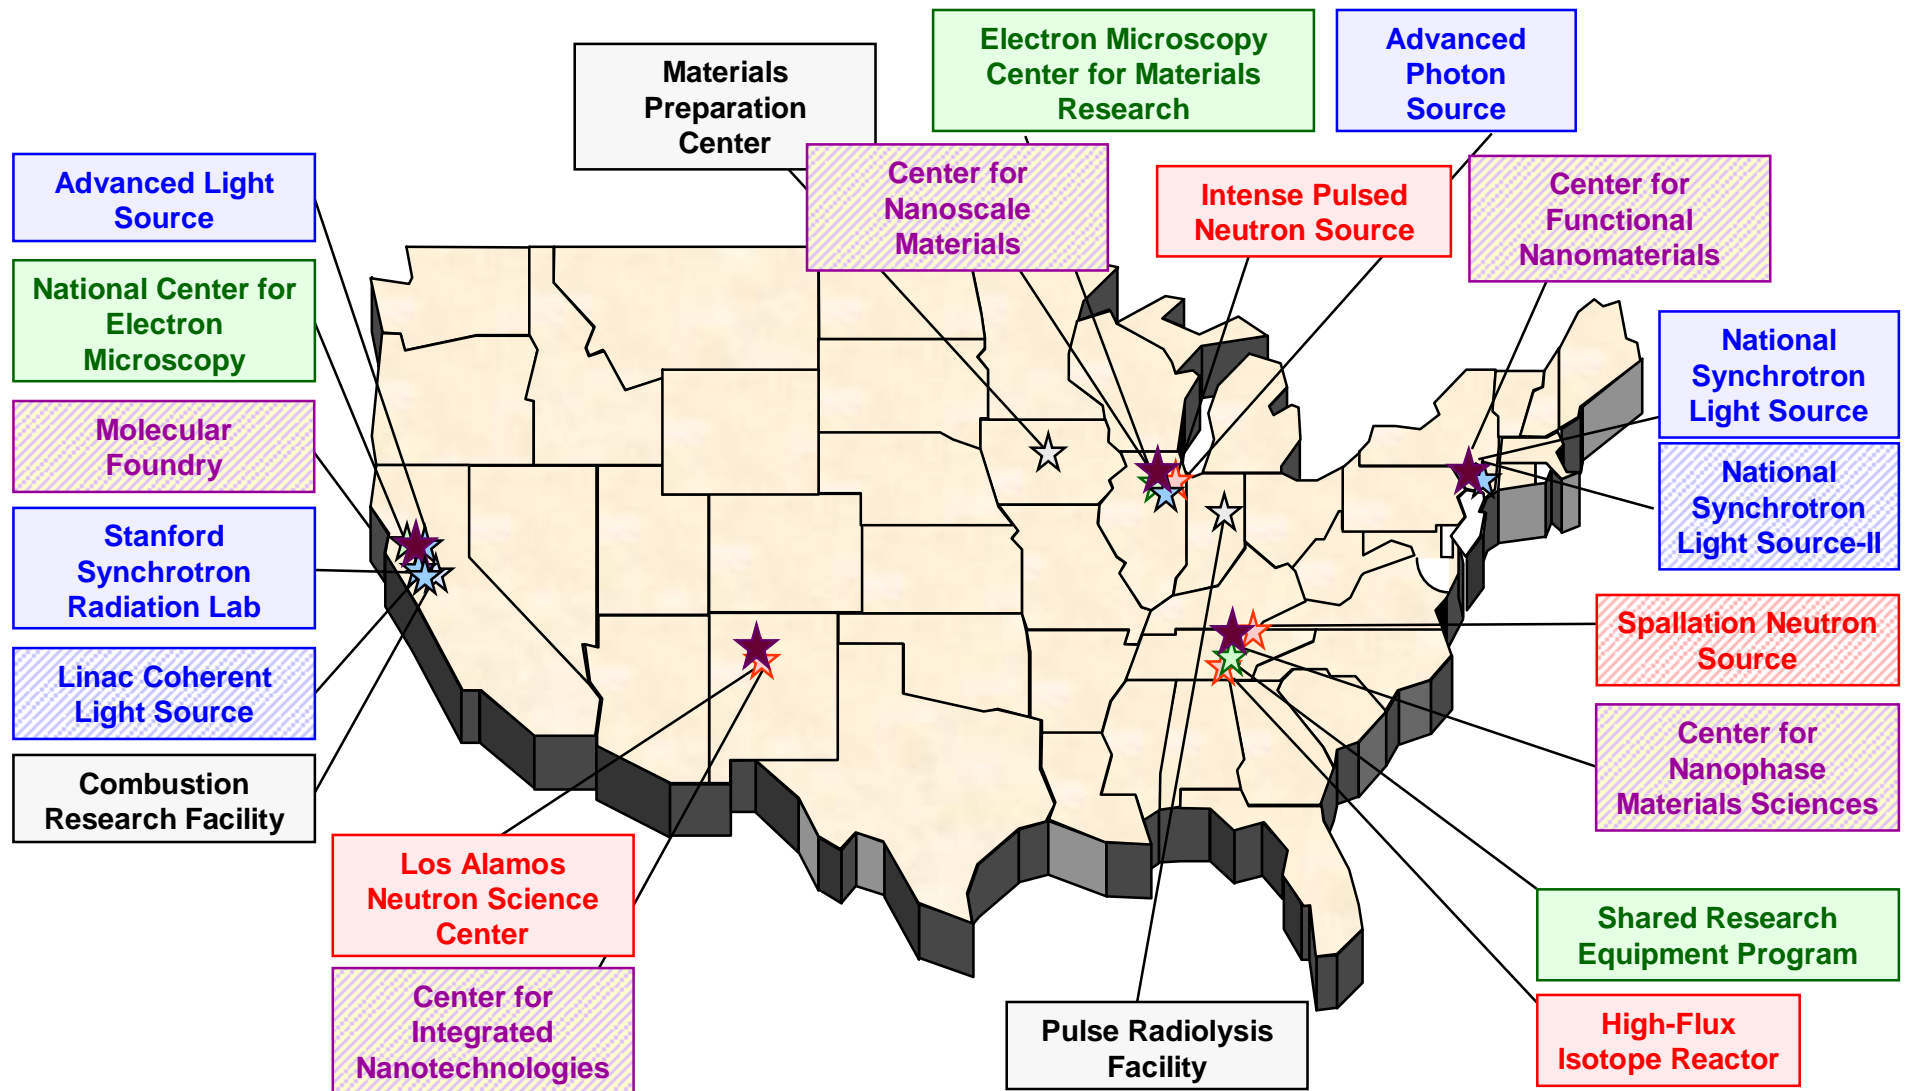 Materials
Preparation
Center
Electron Microscopy
Center for Materials
Research
Advanced
Photon
Source
Advanced Light
Source
Center for
Nanoscale
Materials
Intense Pulsed
Neutron Source
Center for
Functional
Nanomaterials
National Center for
Electron
Microscopy
National
Synchrotron
Light Source
Molecular
Foundry
National
Synchrotron
Light Source-II
Stanford
Synchrotron
Radiation Lab
Spallation Neutron
Source
Linac Coherent
Light Source
Center for
Nanophase
Materials Sciences
Combustion
Research Facility
Los Alamos
Neutron Science
Center
Shared Research
Equipment Program
Center for
Integrated
Nanotechnologies
Pulse Radiolysis
Facility
High-Flux
Isotope Reactor